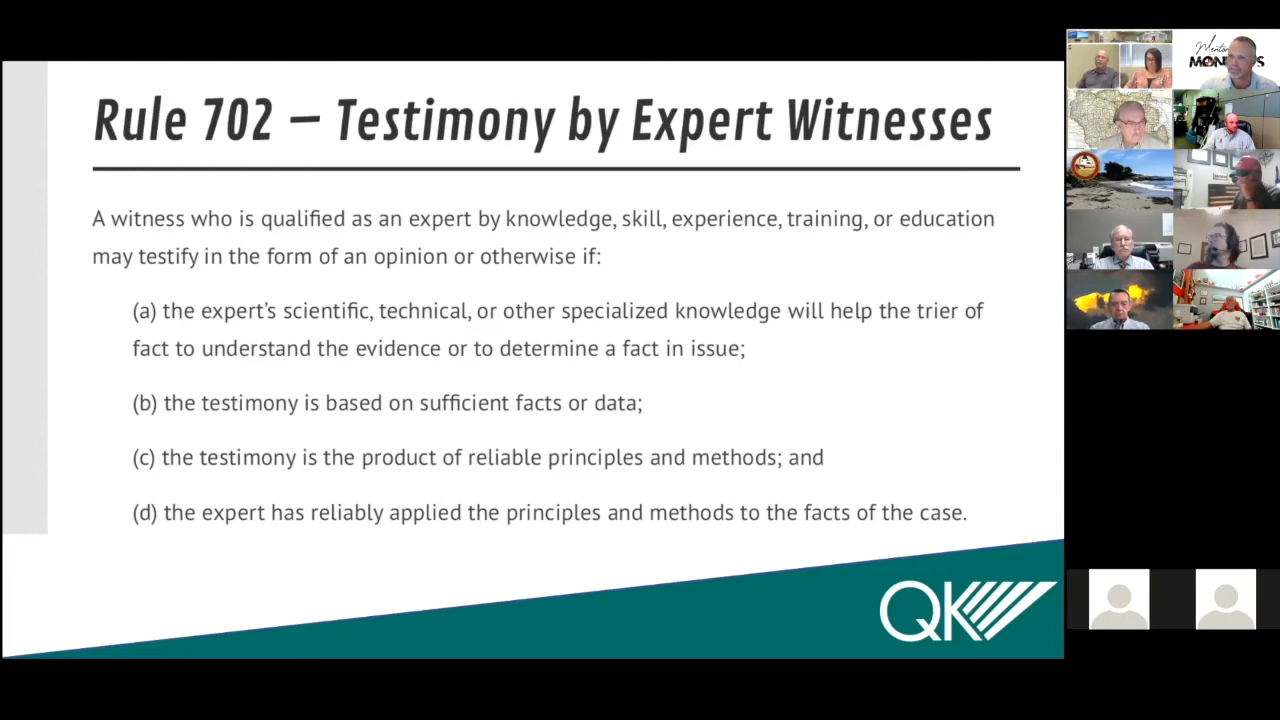 Rule 702 – Testimony by Expert Witnesses
A witness who is qualified as an expert by knowledge, skill, experience, training, or education
may testify in the form of an opinion or otherwise if:
(a) the expert’s scientific, technical, or other specialized knowledge will help the trier of
fact to understand the evidence or to determine a fact in issue;
(b) the testimony is based on sufficient facts or data;
(c) the testimony is the product of reliable principles and methods; and
(d) the expert has reliably applied the principles and methods to the facts of the case.
QK
Mentor